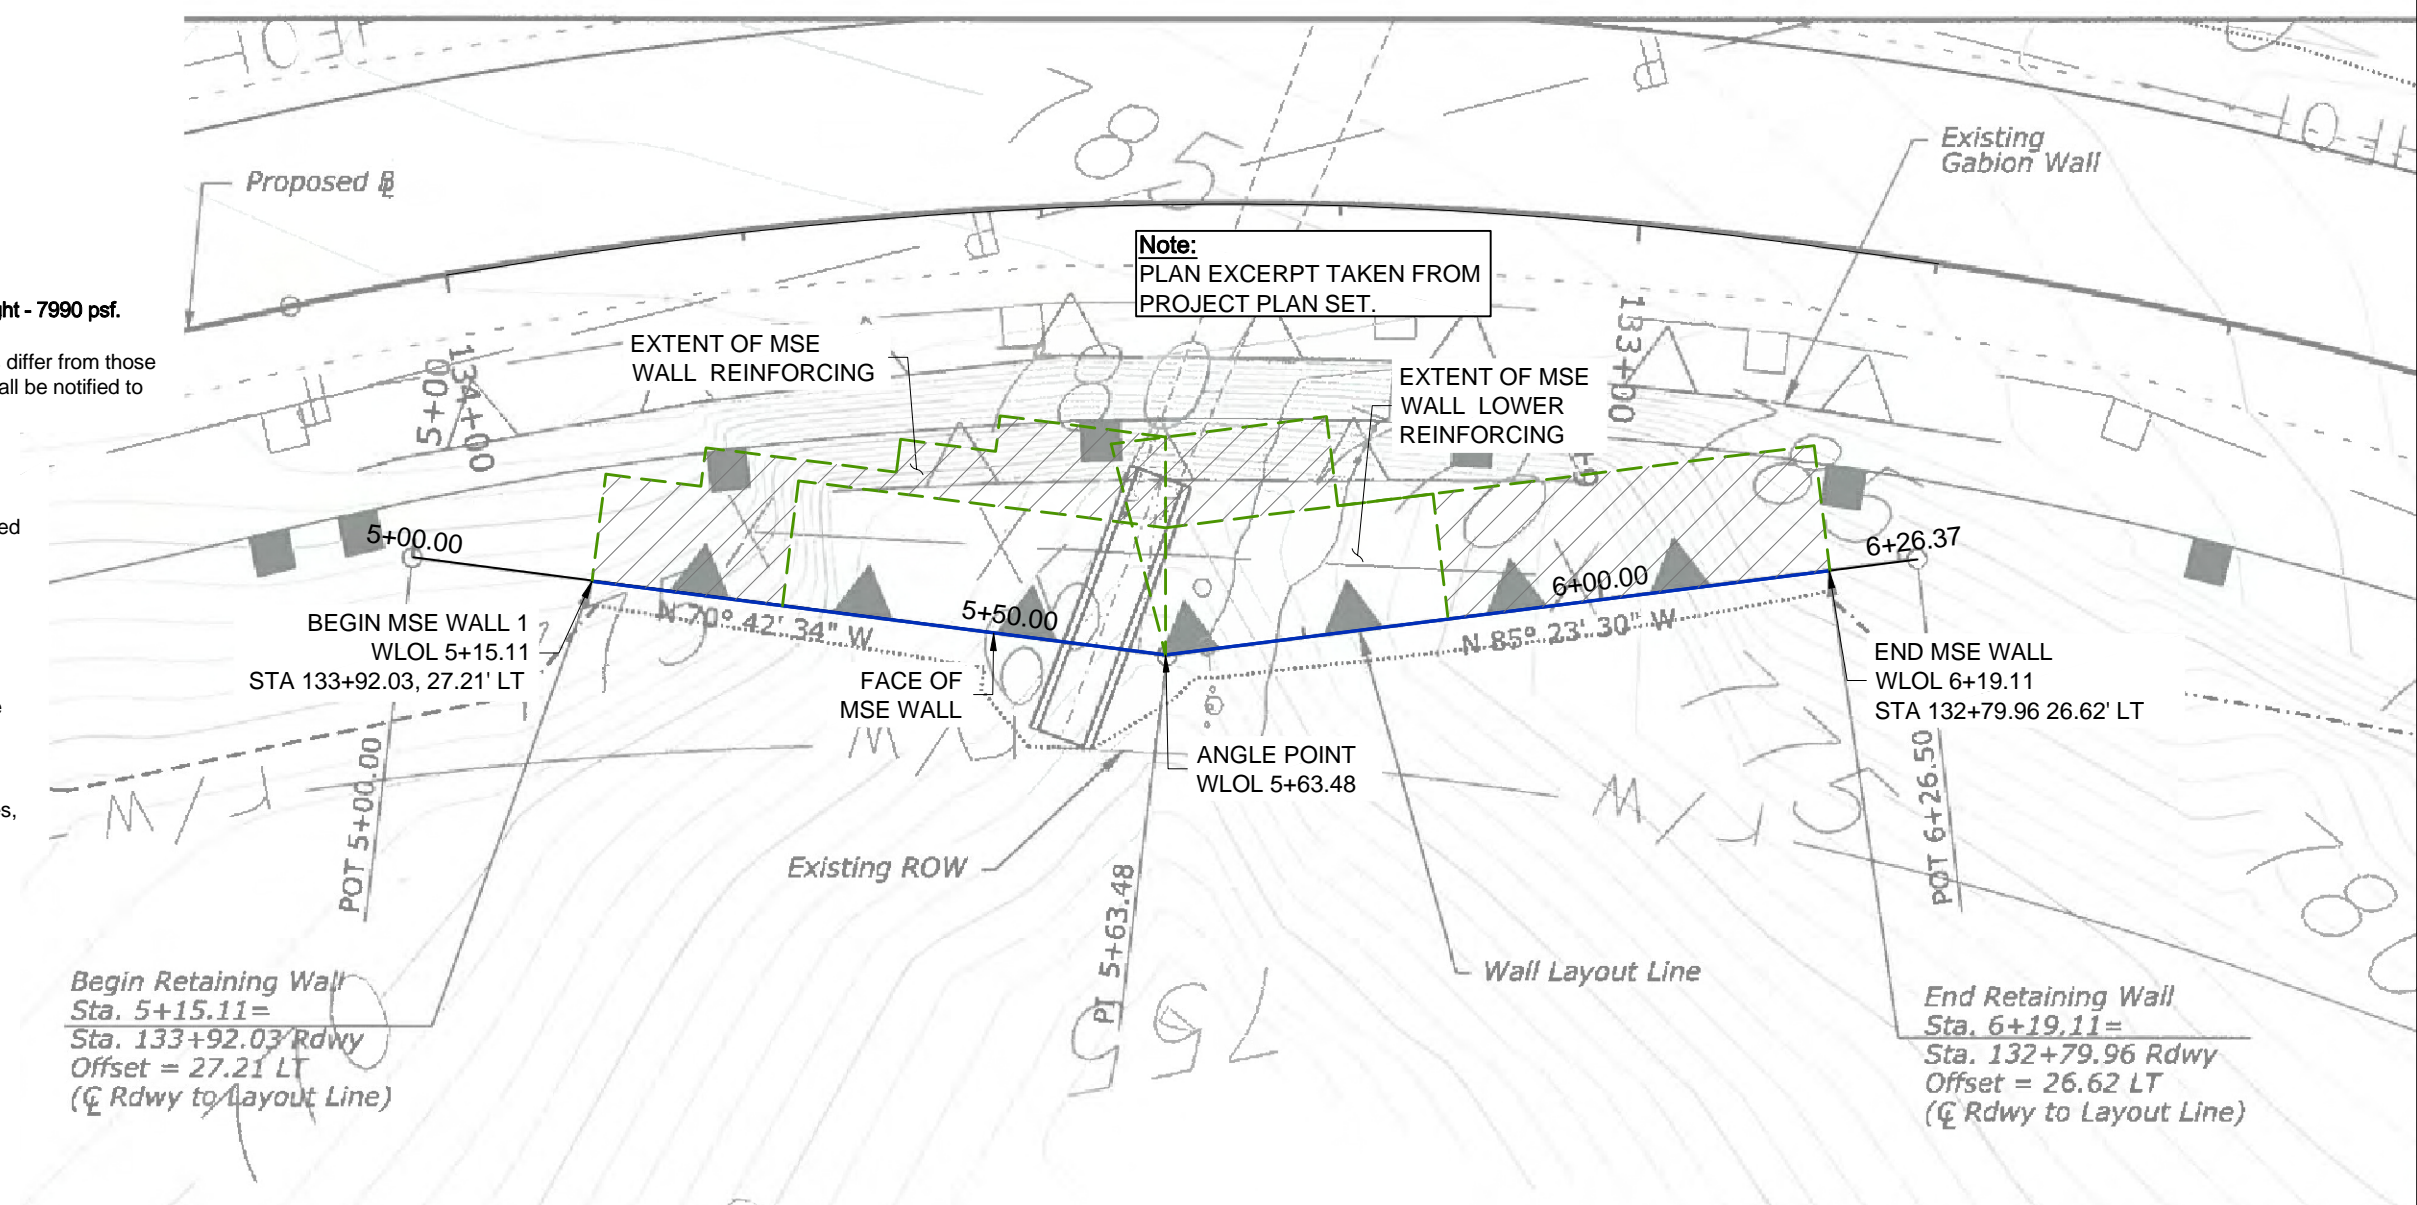 Proposed BL
Existing
Gabion Wall
785
Note:
PLAN EXCERPT TAKEN FROM
PROJECT PLAN SET.
ght - 7990 psf.
differ from those
all be notified to
EXTENT OF MSE
WALL REINFORCING
EXTENT OF MSE
WALL LOWER
REINFORCING
5+00
134+00
133+00
ed
5+00.00
5+50.00
6+00.00
6+26.37
N 70° 42' 34" W
N 85° 23' 30" W
BEGIN MSE WALL 1
WLOL 5+15.11
STA 133+92.03, 27.21' LT
FACE OF
MSE WALL
ANGLE POINT
WLOL 5+63.48
END MSE WALL
WLOL 6+19.11
STA 132+79.96 26.62' LT
s,
POT 5+00.00
PI 5+63.48
POT 6+26.50
Existing ROW
Wall Layout Line
755
Begin Retaining Wall
Sta. 5+15.11=
Sta. 133+92.03 Rdwy
Offset = 27.21 LT
(CL Rdwy to Layout Line)
End Retaining Wall
Sta. 6+19.11=
Sta. 132+79.96 Rdwy
Offset = 26.62 LT
(CL Rdwy to Layout Line)